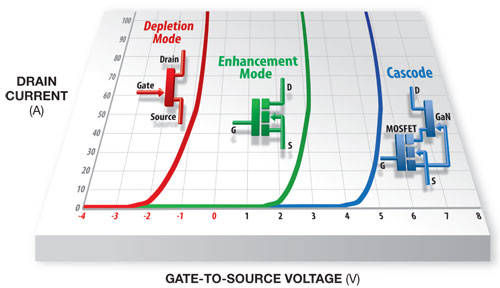 100
90
80
70
60
50
40
30
20
10
0
DRAIN
CURRENT
(A)
Depletion
Mode
Drain
Gate
Source
Enhancement
Mode
D
G
S
S
Cascode
D
GaN
MOSFET
G
S
-4 -3 -2 -1 0 1 2 3 4 5 6 7 8
GATE-TO-SOURCE VOLTAGE (V)